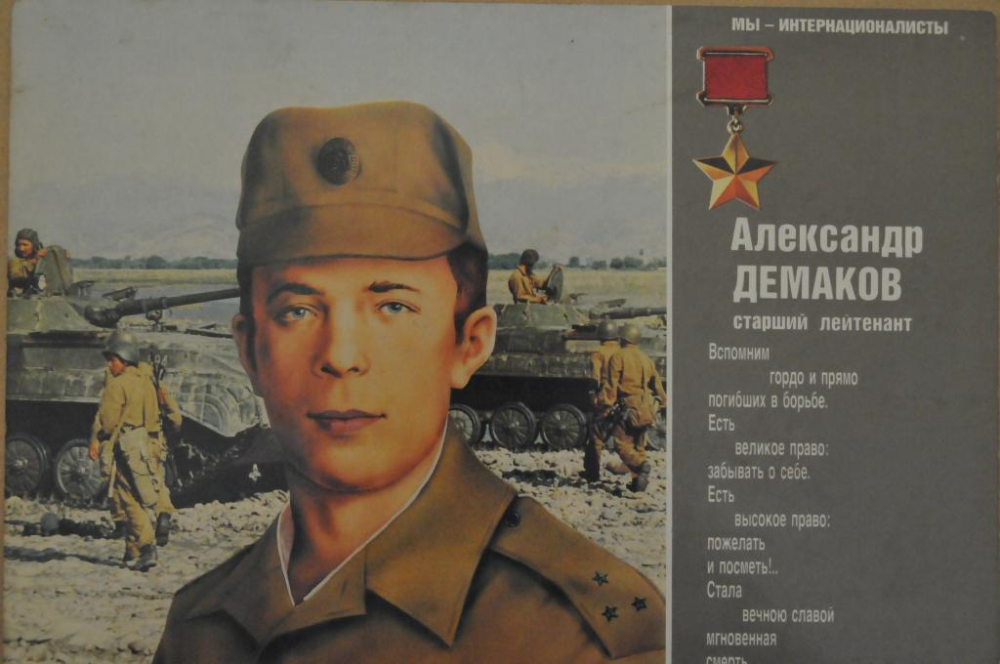 МЫ – ИНТЕРНАЦИОНАЛИСТЫ
Александр
ДЕМАКОВ
старший лейтенант
Вспомним
гордо и прямо
погибших в борьбе.
Есть
великое право:
забывать о себе.
Есть
высокое право:
пожелать
и посметь!..
Стала
вечною славой
мгновенная
смерть